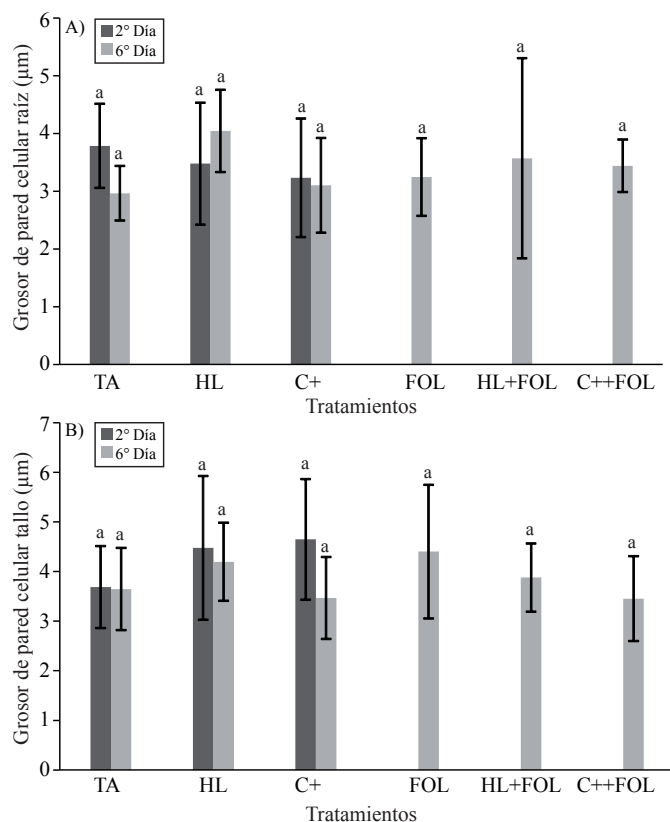 A)
2° Día
6° Día
Grosor de pared celular raíz (µm)
6
5
4
3
2
1
0
a
a
a
a
a
a
a
a
a
TA
HL
C+
FOL
HL+FOL
C++FOL
Tratamientos
B)
2° Día
6° Día
Grosor de pared celular tallo (µm)
7
6
5
4
3
2
1
0
a
a
a
a
a
a
a
a
a
TA
HL
C+
FOL
HL+FOL
C++FOL
Tratamientos